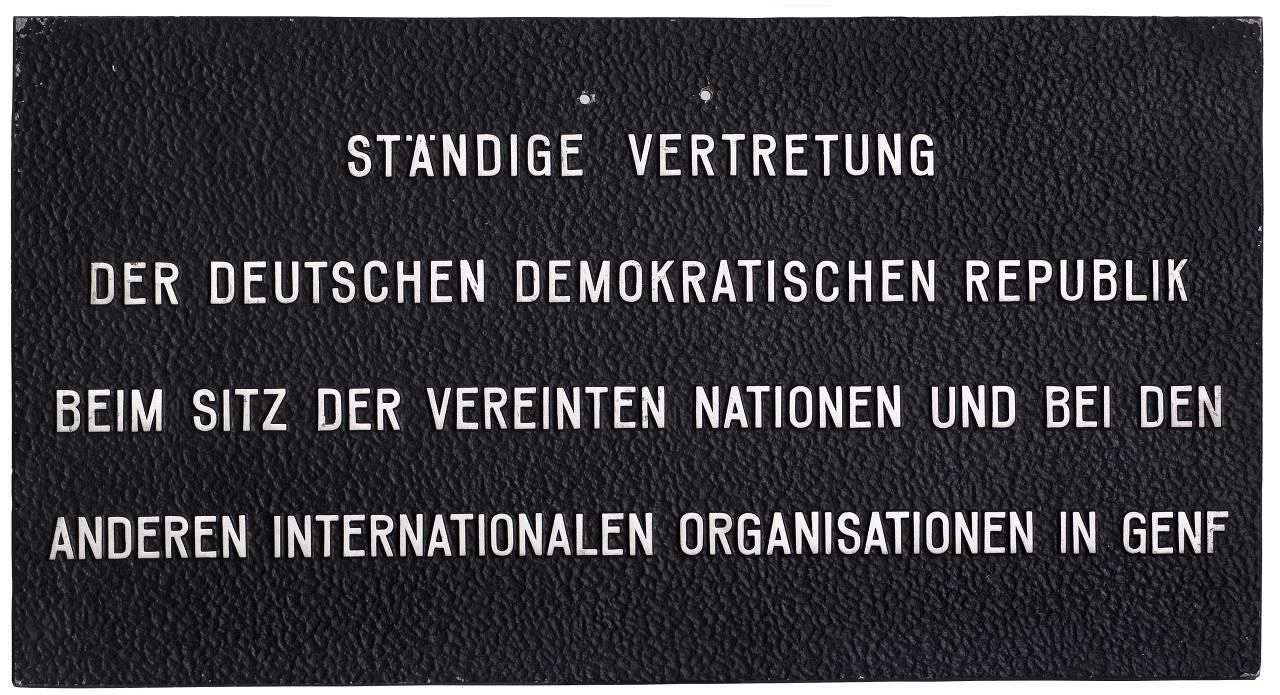 STÄNDIGE VERTRETUNG
DER DEUTSCHEN DEMOKRATISCHEN REPUBLIK
BEIM SITZ DER VEREINTEN NATIONEN UND BEI DEN
ANDEREN INTERNATIONALEN ORGANISATIONEN IN GENF